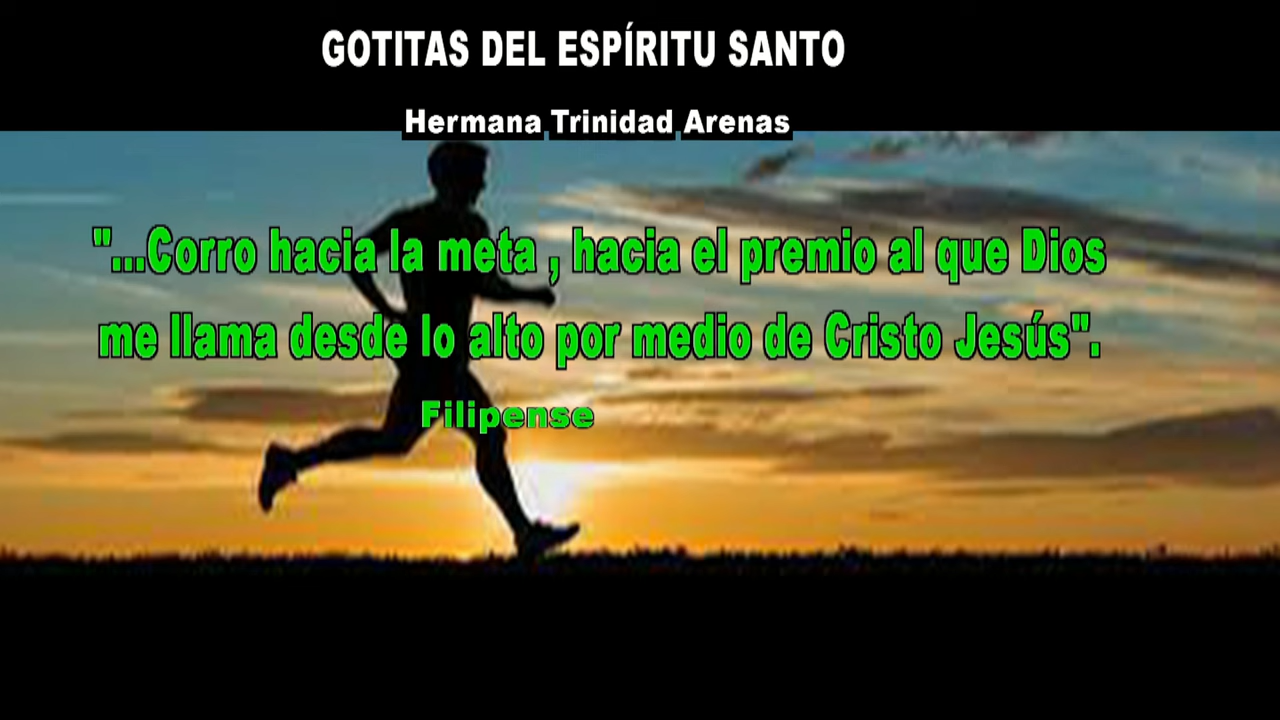 GOTITAS DEL ESPÍRITU SANTO
Hermana Trinidad Arenas
"...Corro hacia la meta , hacia el premio al que Dios
me llama desde lo alto por medio de Cristo Jesús".
Filipense